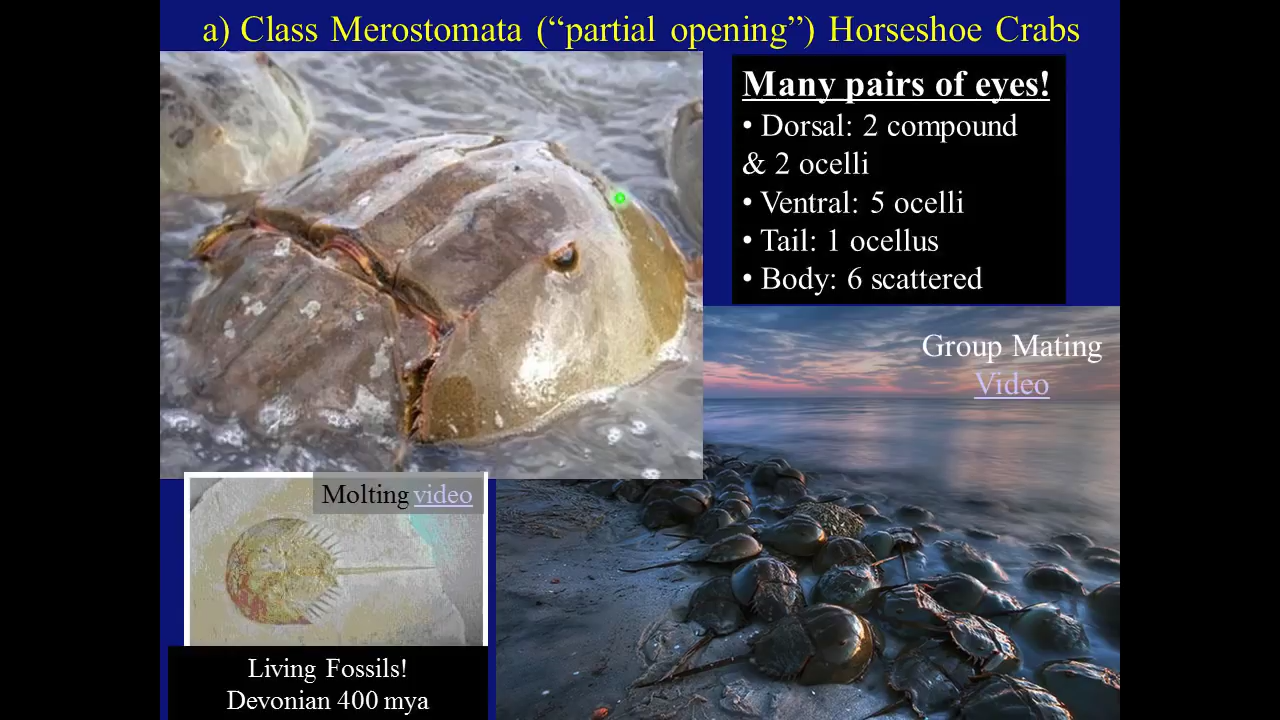 a) Class Merostomata (“partial opening”) Horseshoe Crabs
Many pairs of eyes!
• Dorsal: 2 compound
& 2 ocelli
• Ventral: 5 ocelli
• Tail: 1 ocellus
• Body: 6 scattered
Group Mating
Video
Molting video
Living Fossils!
Devonian 400 mya